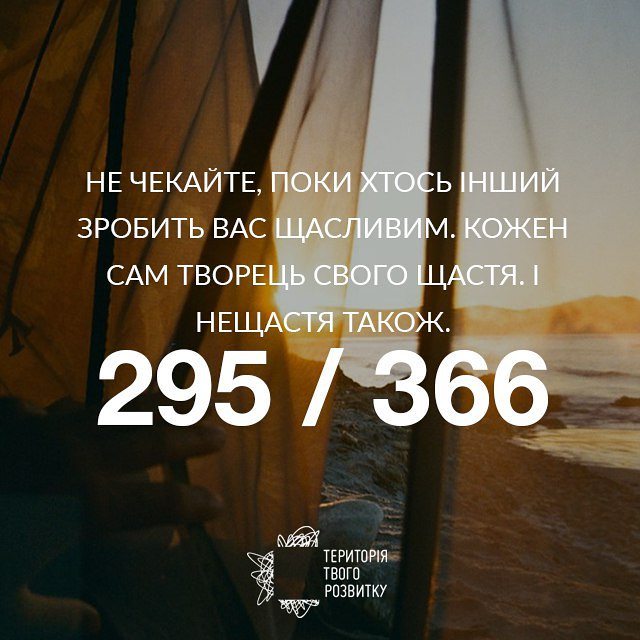 НЕ ЧЕКАЙТЕ, ПОКИ ХТОСЬ ІНШИЙ
ЗРОБИТЬ ВАС ЩАСЛИВИМ. КОЖЕН
САМ ТВОРЕЦЬ СВОГО ЩАСТЯ. І
НЕЩАСТЯ ТАКОЖ.
295 / 366
ТЕРИТОРІЯ
ТВОГО
РОЗВИТКУ